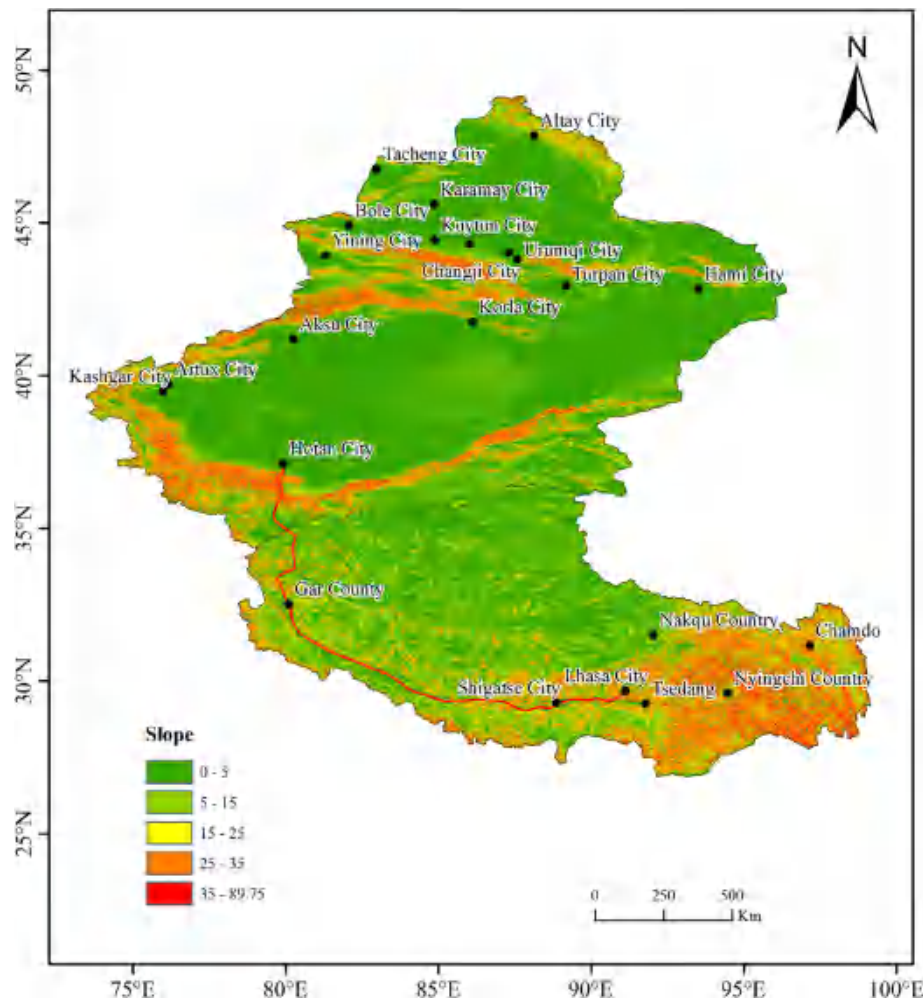 N
50°N
45°N
40°N
35°N
30°N
25°N
Altay City
Tacheng City
Karamay City
Bole City
Kuytun City
Yining City
Urumqi City
Changji City
Turpan City
Hami City
Korla City
Aksu City
Artux City
Kashgar City
Hotan City
Gar County
Nakqu Country
Chamdo
Lhasa City
Nyingchi Country
Shigatse City
Tsedang
Slope
0 - 5
5 - 15
15 - 25
25 - 35
35 - 89.75
0 250 500
Km
75°E 80°E 85°E 90°E 95°E 100°E